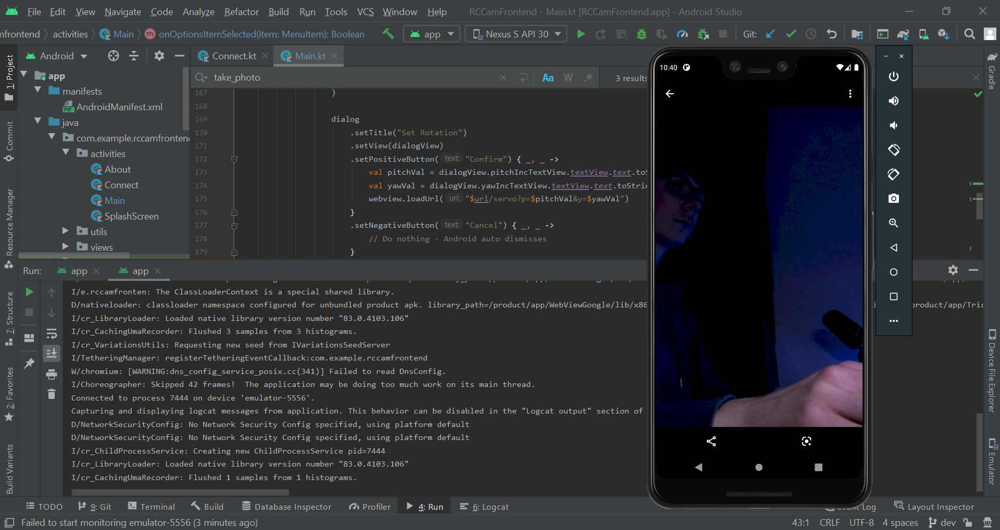 File Edit View Navigate Code Analyze Refactor Build Run Tools VCS Window Help RCCamFrontend - Main.kt [RCCamFrontend.app] - Android Studio
mfrontend activities Main onOptionsItemSelected(item: MenuItem): Boolean app Nexus S API 30 Git:
1: Project
Commit
Resource Manager
7: Structure
2: Favorites
Build Variants
Android
app
manifests
AndroidManifest.xml
java
com.example.rccamfrontend
activities
About
Connect
Main
SplashScreen
utils
views
Connect.kt Main.kt
take_photo Aa W .* 3 results
167 )
168
169 dialog
170 .setTitle("Set Rotation")
171 .setView(dialogView)
172 .setPositiveButton( text: "Confirm") { _, _ ->
173 val pitchVal = dialogView.pitchIncTextView.textView.text.toS
174 val yawVal = dialogView.yawIncTextView.textView.text.toStrin
175 webview.loadUrl( url: "$url/servo?p=$pitchVal&y=$yawVal")
176 }
177 .setNegativeButton( text: "Cancel") { _, _ ->
178 // Do nothing - Android auto dismisses
179 }
Run: app app
I/e.rccamfronten: The ClassLoaderContext is a special shared library.
D/nativeloader: classloader namespace configured for unbundled product apk. library_path=/product/app/WebViewGoogle/lib/x86
product/app/Tric
I/cr_LibraryLoader: Loaded native library version number "83.0.4103.106"
I/cr_CachingUmaRecorder: Flushed 3 samples from 3 histograms.
I/cr_VariationsUtils: Requesting new seed from IVariationsSeedServer
I/TetheringManager: registerTetheringEventCallback:com.example.rccamfrontend
W/chromium: [WARNING:dns_config_service_posix.cc(341)] Failed to read DnsConfig.
I/Choreographer: Skipped 42 frames!  The application may be doing too much work on its main thread.
Connected to process 7444 on device 'emulator-5556'.
Capturing and displaying logcat messages from application. This behavior can be disabled in the "Logcat output" section of
D/NetworkSecurityConfig: No Network Security Config specified, using platform default
D/NetworkSecurityConfig: No Network Security Config specified, using platform default
I/cr_ChildProcessService: Creating new ChildProcessService pid=7444
I/cr_LibraryLoader: Loaded native library version number "83.0.4103.106"
I/cr_CachingUmaRecorder: Flushed 1 samples from 1 histograms.
10:40
Gradle
Device File Explorer
Emulator
TODO 9: Git Terminal Build Database Inspector Profiler 4: Run 6: Logcat Event Log Layout Inspector
Failed to start monitoring emulator-5556 (3 minutes ago) 43:1 CRLF UTF-8 4 spaces dev